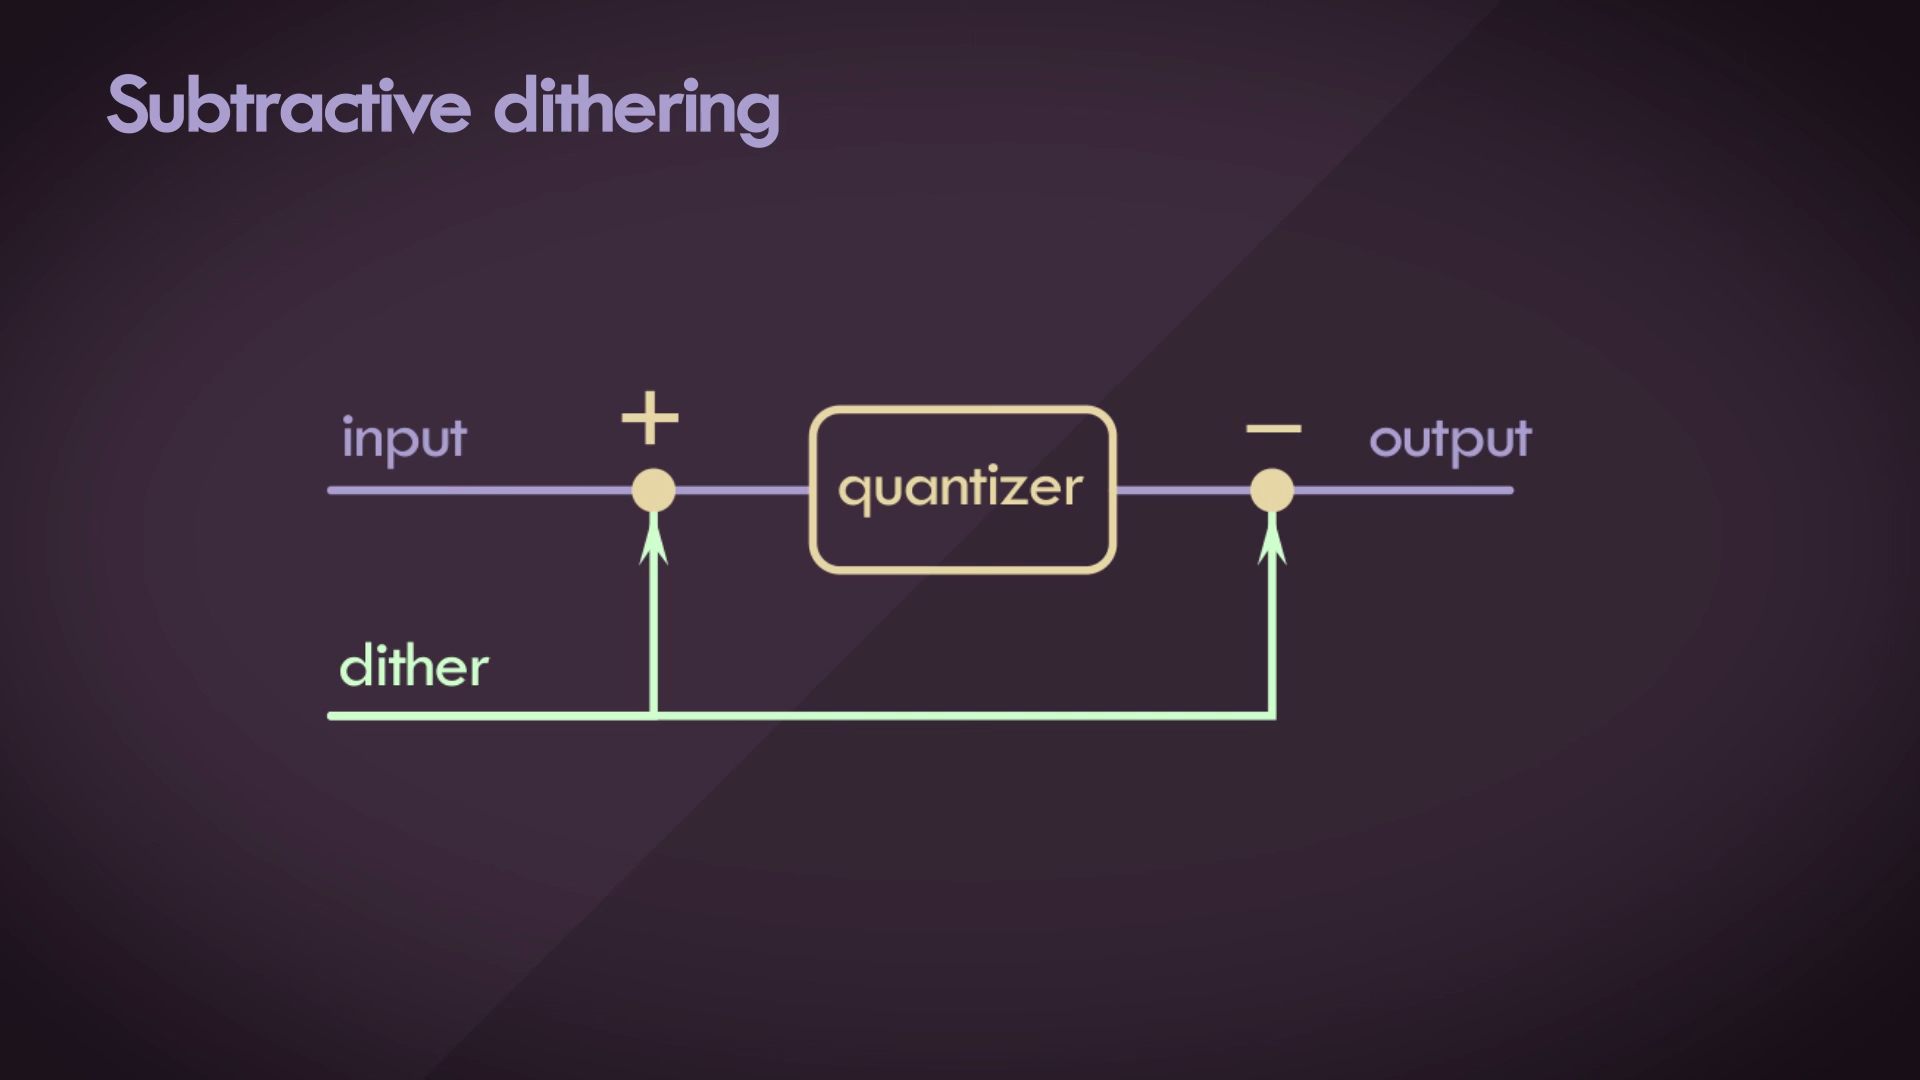 Subtractive dithering
+
−
input
quantizer
output
dither